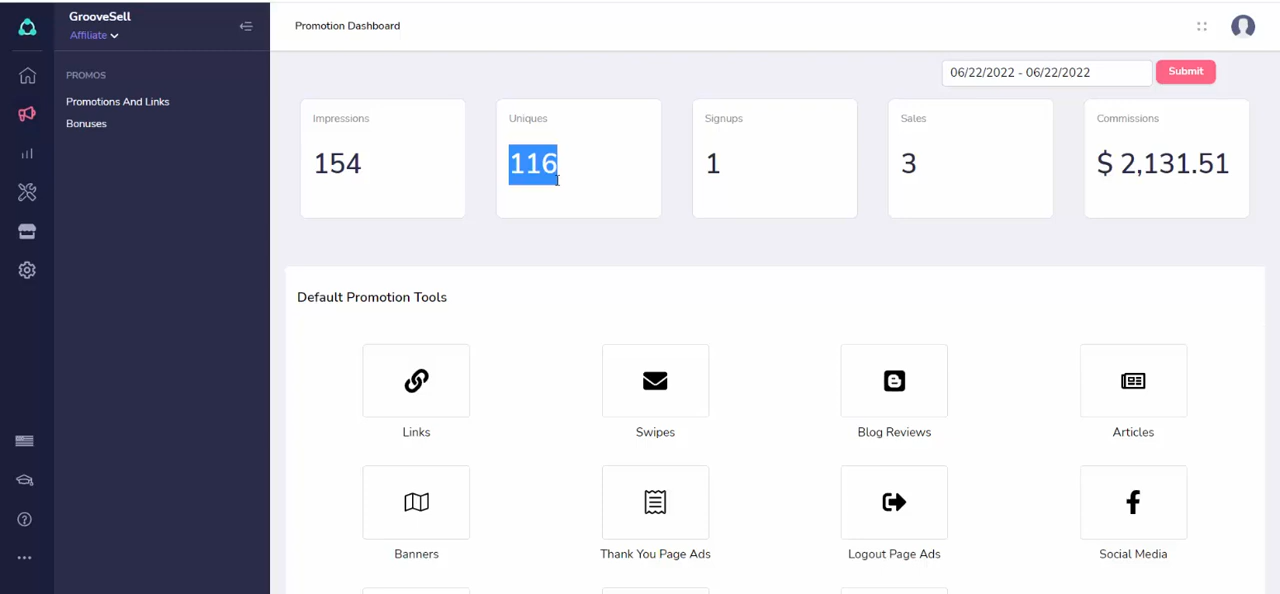 GrooveSell
Affiliate
Promotion Dashboard
PROMOS
Promotions And Links
Bonuses
06/22/2022 - 06/22/2022
Submit
Impressions
154
Uniques
116
Signups
1
Sales
3
Commissions
$ 2,131.51
Default Promotion Tools
Links
Swipes
Blog Reviews
Articles
Banners
Thank You Page Ads
Logout Page Ads
Social Media